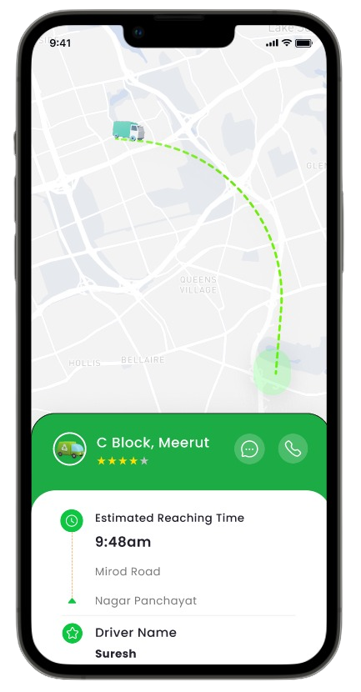 9:41
Lake S
OLEN
QUEENS
VILLAGE
HOLLIS
BELLAIRE
C Block, Meerut
Estimated Reaching Time
9:48am
Mirod Road
Nagar Panchayat
Driver Name
Suresh